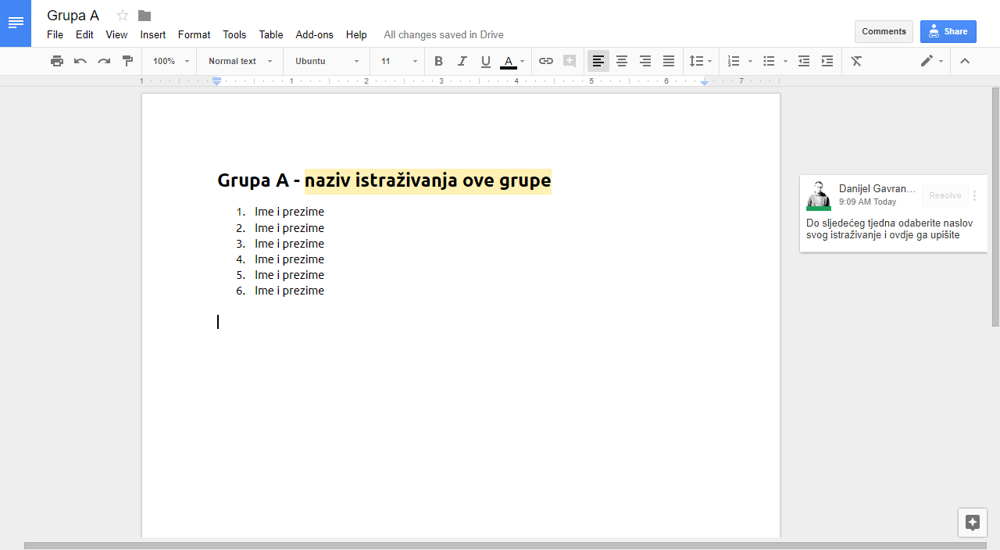 Grupa A
File Edit View Insert Format Tools Table Add-ons Help All changes saved in Drive
Comments Share
100% Normal text Ubuntu 11 B I U A
1 1 2 3 4 5 6 7
Grupa A - naziv istraživanja ove grupe
1. Ime i prezime
2. Ime i prezime
3. Ime i prezime
4. Ime i prezime
5. Ime i prezime
6. Ime i prezime
Danijel Gavran...
9:09 AM Today
Resolve
Do sljedećeg tjedna odaberite naslov
svog istraživanje i ovdje ga upišite